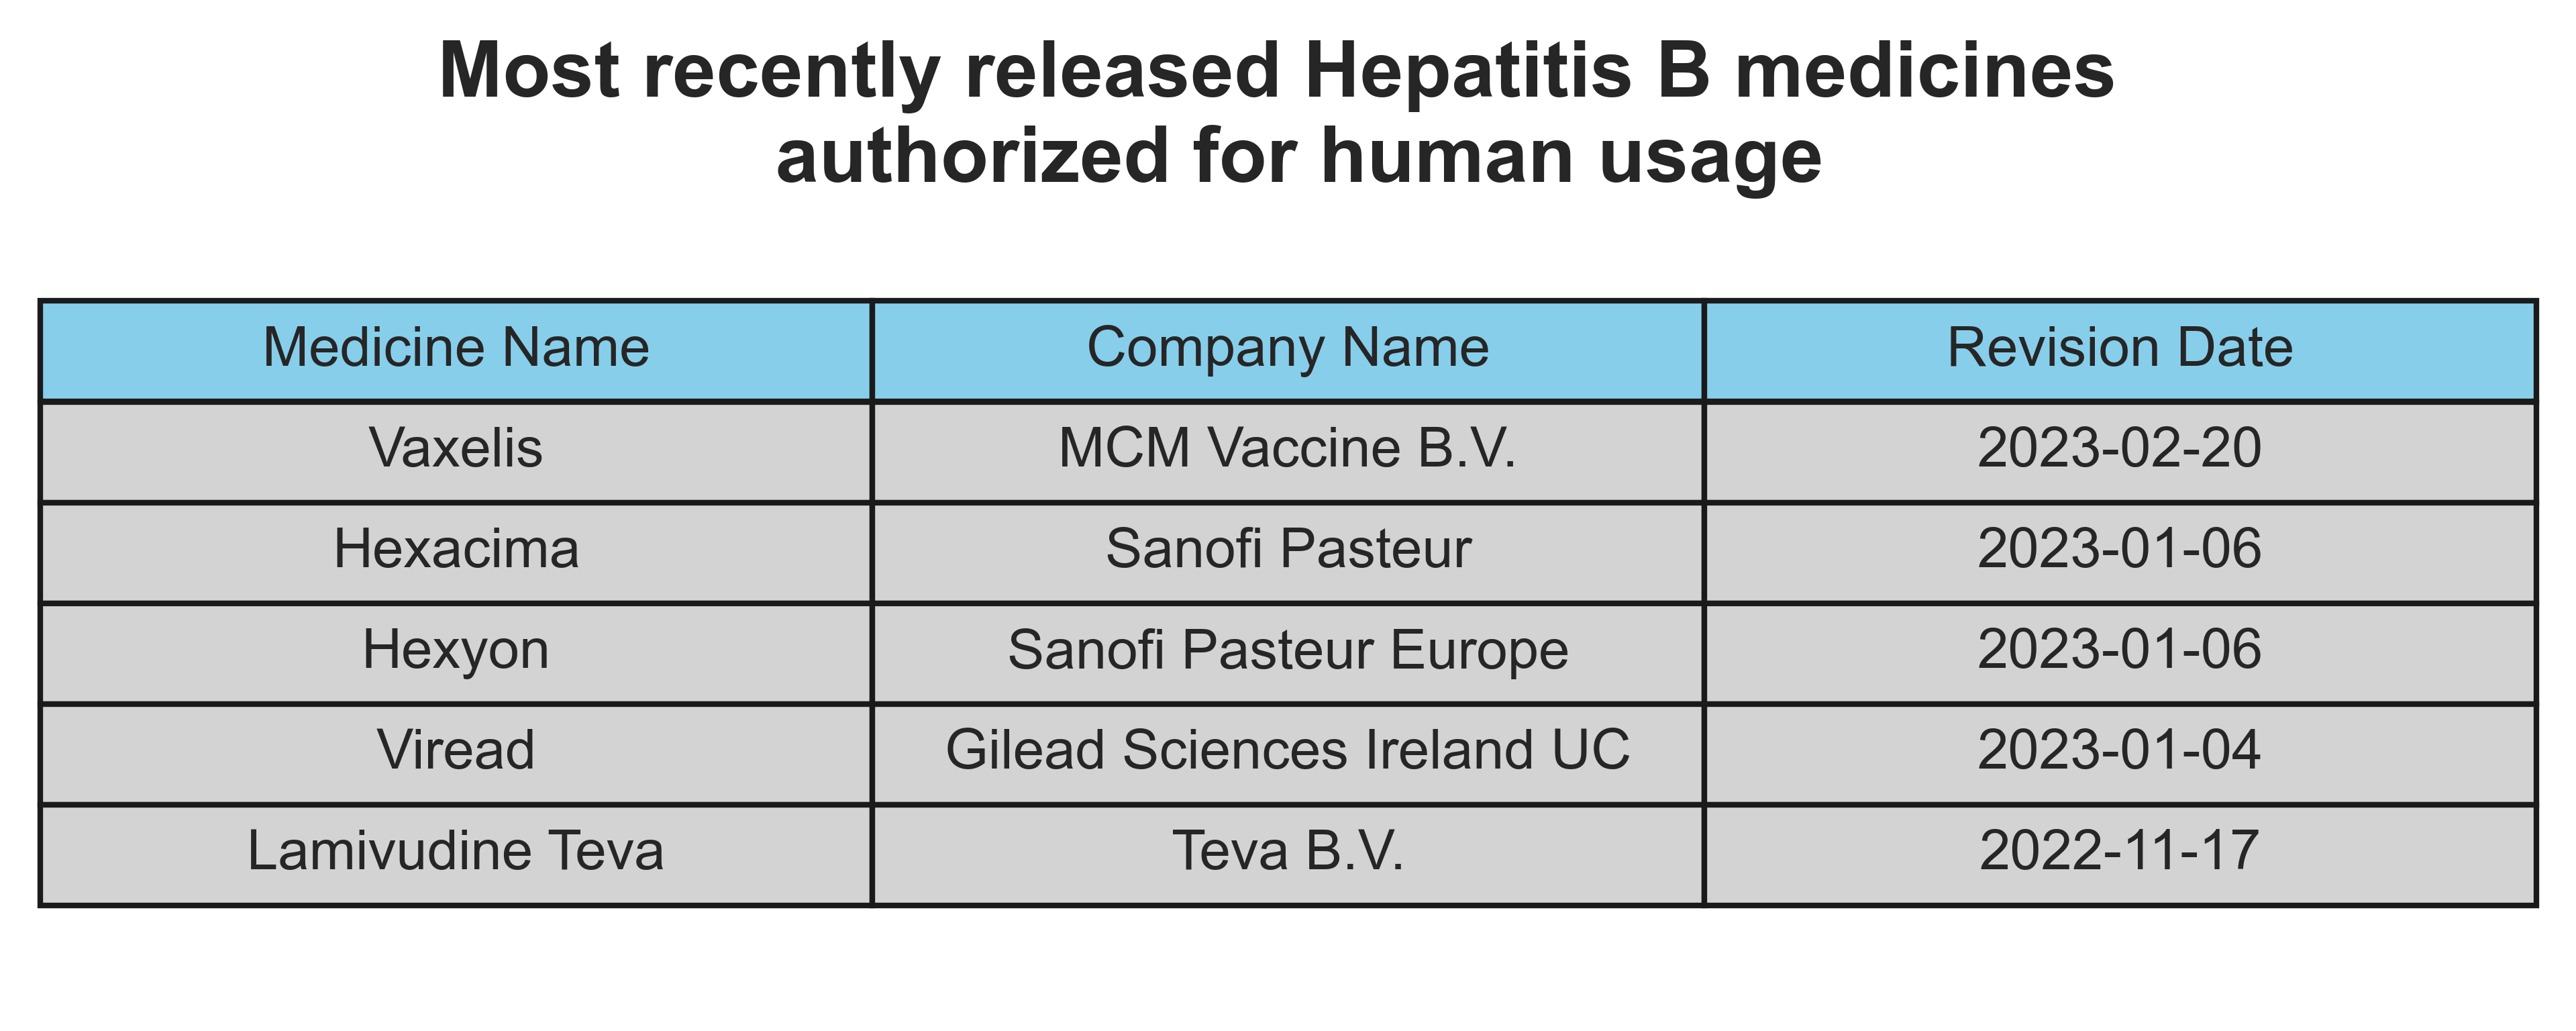 Most recently released Hepatitis B medicines
authorized for human usage
Medicine Name Company Name Revision Date
Vaxelis MCM Vaccine B.V. 2023-02-20
Hexacima Sanofi Pasteur 2023-01-06
Hexyon Sanofi Pasteur Europe 2023-01-06
Viread Gilead Sciences Ireland UC 2023-01-04
Lamivudine Teva Teva B.V. 2022-11-17